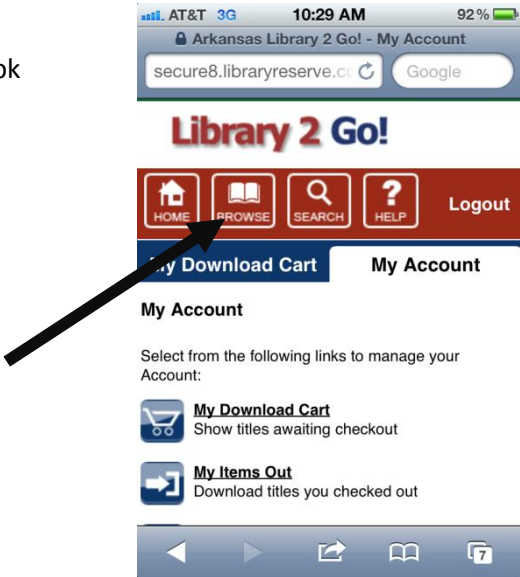 AT&T 3G 10:29 AM 92%
Arkansas Library 2 Go! - My Account
ok
secure8.libraryreserve.co Google
Library 2 Go!
HOME BROWSE SEARCH HELP Logout
My Download Cart My Account
My Account
Select from the following links to manage your
Account:
My Download Cart
Show titles awaiting checkout
My Items Out
Download titles you checked out
7